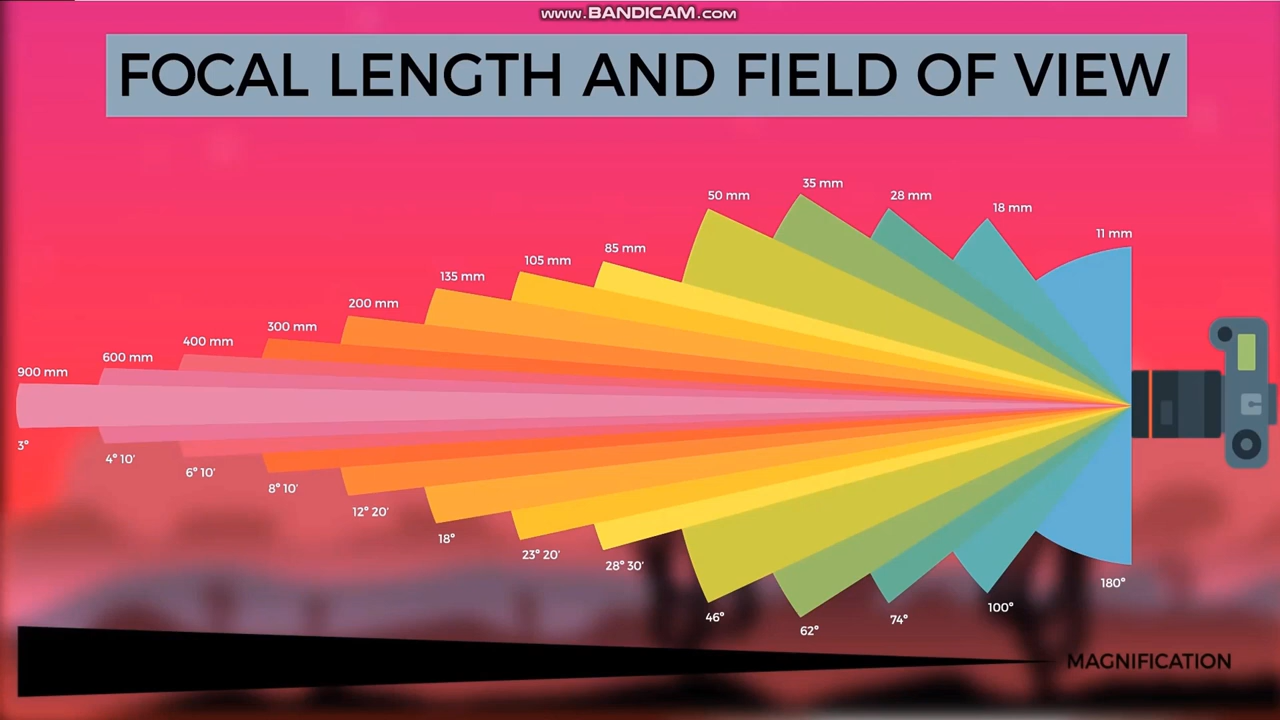 www.BANDICAM.com
FOCAL LENGTH AND FIELD OF VIEW
900 mm
600 mm
400 mm
300 mm
200 mm
135 mm
105 mm
85 mm
50 mm
35 mm
28 mm
18 mm
11 mm
3°
4° 10'
6° 10'
8° 10'
12° 20'
18°
23° 20'
28° 30'
46°
62°
74°
100°
180°
MAGNIFICATION